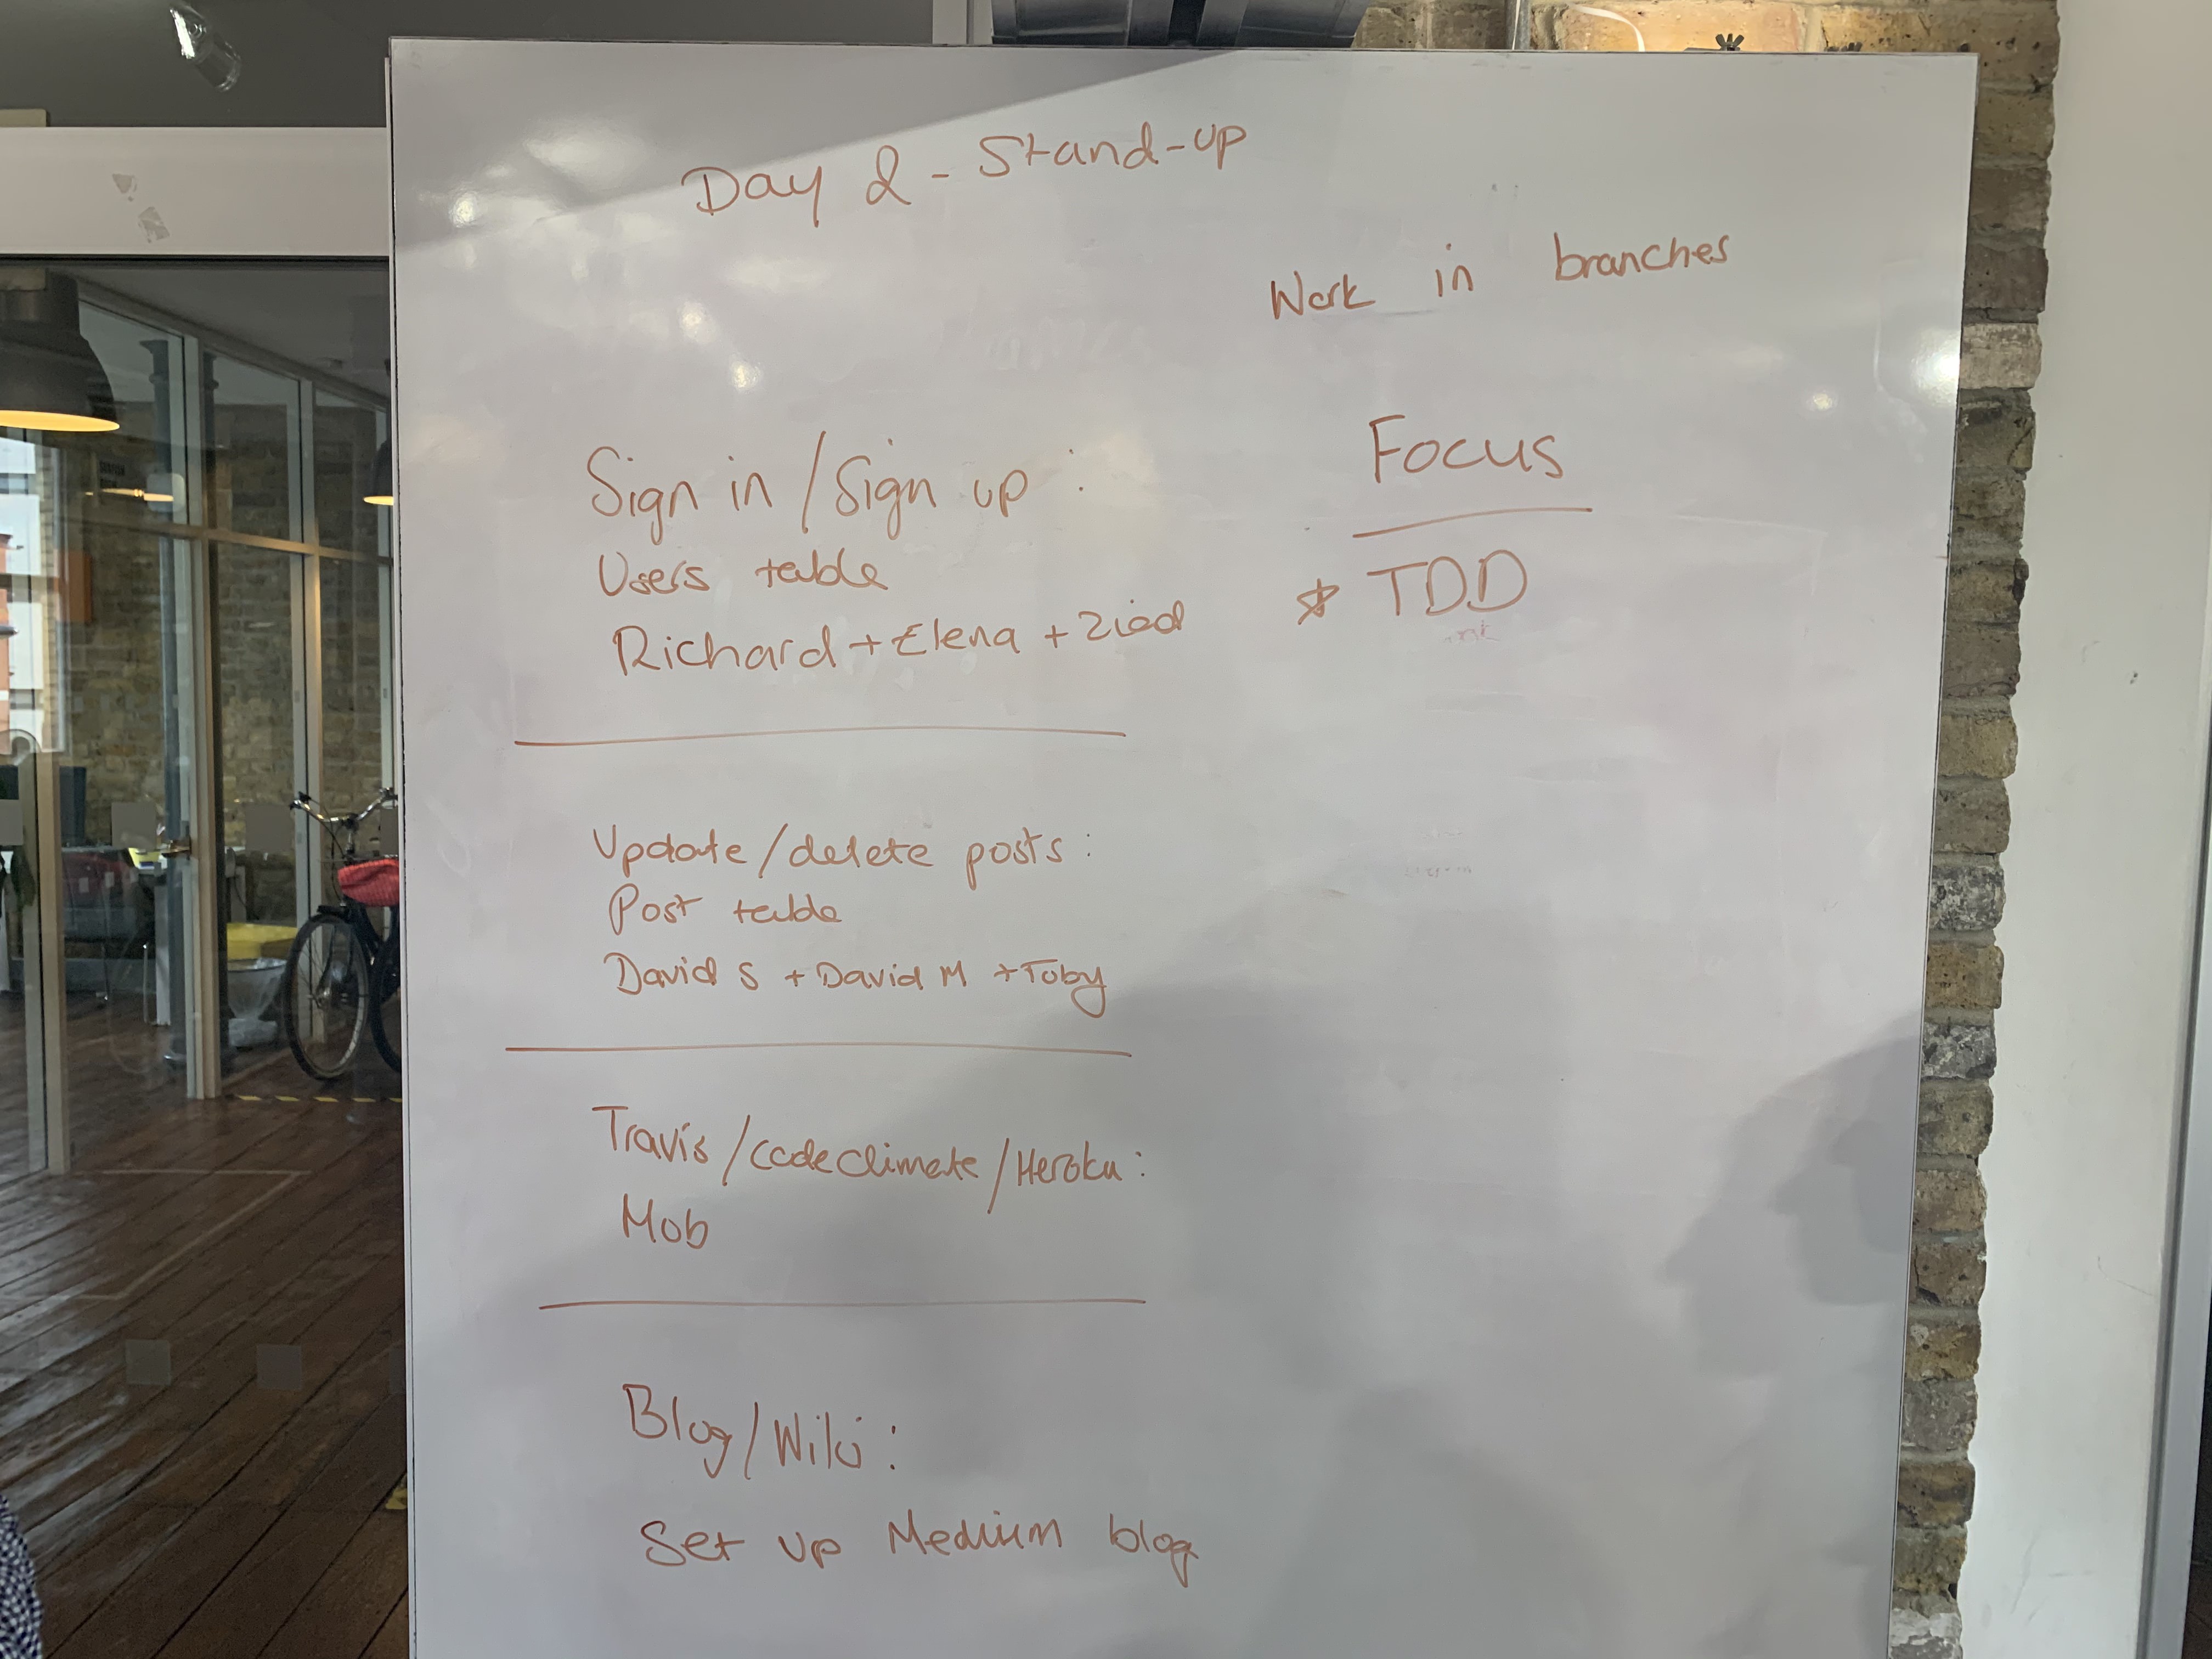 Day 2 - Stand-up
Work in branches
Sign in / Sign up :
Users table
Richard + Elena + Ziad
Update / delete posts :
Post table
David S + David M + Toby
Travis / codeclimate / Heroku :
Mob
Blog / Wiki :
Set up Medium blog
Focus
☆ TDD